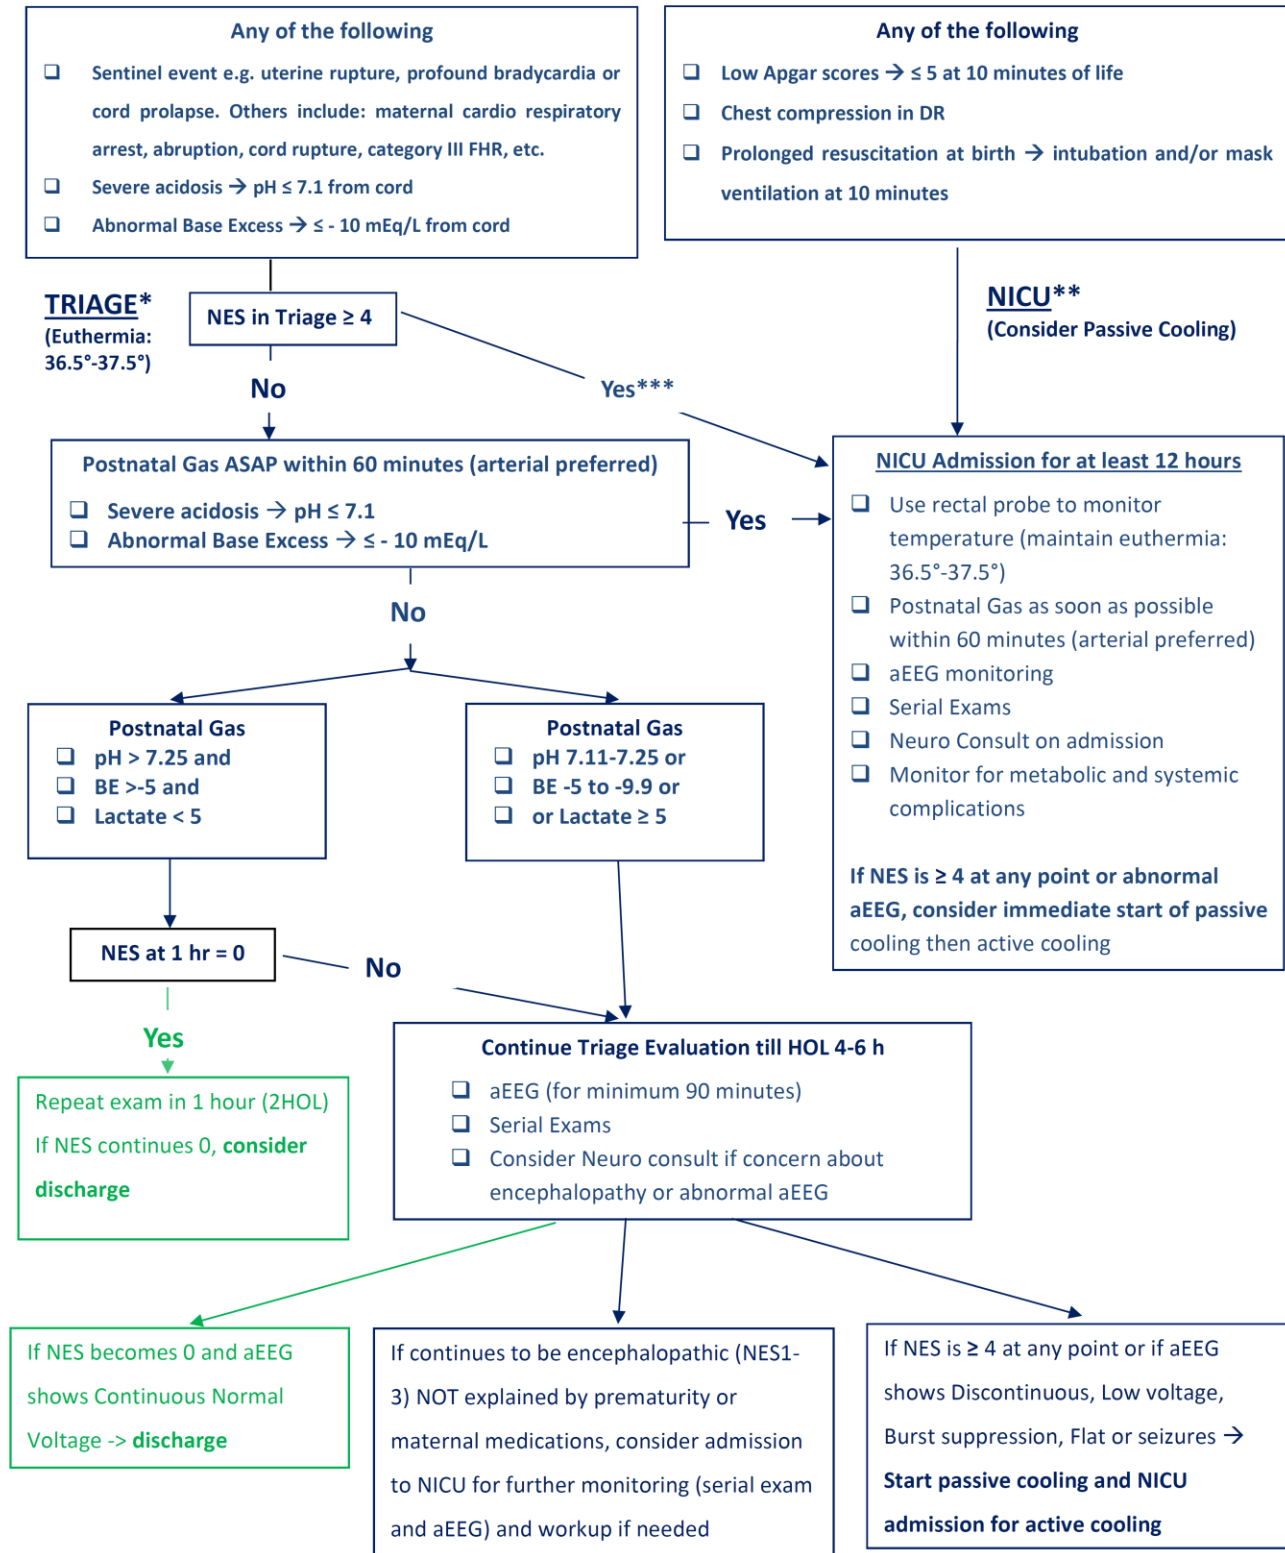 Any of the following
❑ Sentinel event e.g. uterine rupture, profound bradycardia or
cord prolapse. Others include: maternal cardio respiratory
arrest, abruption, cord rupture, category III FHR, etc.
❑ Severe acidosis → pH ≤ 7.1 from cord
❑ Abnormal Base Excess → ≤ - 10 mEq/L from cord
Any of the following
❑ Low Apgar scores → ≤ 5 at 10 minutes of life
❑ Chest compression in DR
❑ Prolonged resuscitation at birth → intubation and/or mask
ventilation at 10 minutes
TRIAGE*
(Euthermia:
36.5°-37.5°)
NES in Triage ≥ 4
NICU**
(Consider Passive Cooling)
No
Yes***
Postnatal Gas ASAP within 60 minutes (arterial preferred)
❑ Severe acidosis → pH ≤ 7.1
❑ Abnormal Base Excess → ≤ - 10 mEq/L
Yes
NICU Admission for at least 12 hours
❑ Use rectal probe to monitor
temperature (maintain euthermia:
36.5°-37.5°)
❑ Postnatal Gas as soon as possible
within 60 minutes (arterial preferred)
❑ aEEG monitoring
❑ Serial Exams
❑ Neuro Consult on admission
❑ Monitor for metabolic and systemic
complications
If NES is ≥ 4 at any point or abnormal
aEEG, consider immediate start of passive
cooling then active cooling
No
Postnatal Gas
❑ pH > 7.25 and
❑ BE >-5 and
❑ Lactate < 5
Postnatal Gas
❑ pH 7.11-7.25 or
❑ BE -5 to -9.9 or
❑ or Lactate ≥ 5
NES at 1 hr = 0
No
Yes
Repeat exam in 1 hour (2HOL)
If NES continues 0, consider
discharge
Continue Triage Evaluation till HOL 4-6 h
❑ aEEG (for minimum 90 minutes)
❑ Serial Exams
❑ Consider Neuro consult if concern about
encephalopathy or abnormal aEEG
If NES becomes 0 and aEEG
shows Continuous Normal
Voltage -> discharge
If continues to be encephalopathic (NES1-
3) NOT explained by prematurity or
maternal medications, consider admission
to NICU for further monitoring (serial exam
and aEEG) and workup if needed
If NES is ≥ 4 at any point or if aEEG
shows Discontinuous, Low voltage,
Burst suppression, Flat or seizures →
Start passive cooling and NICU
admission for active cooling